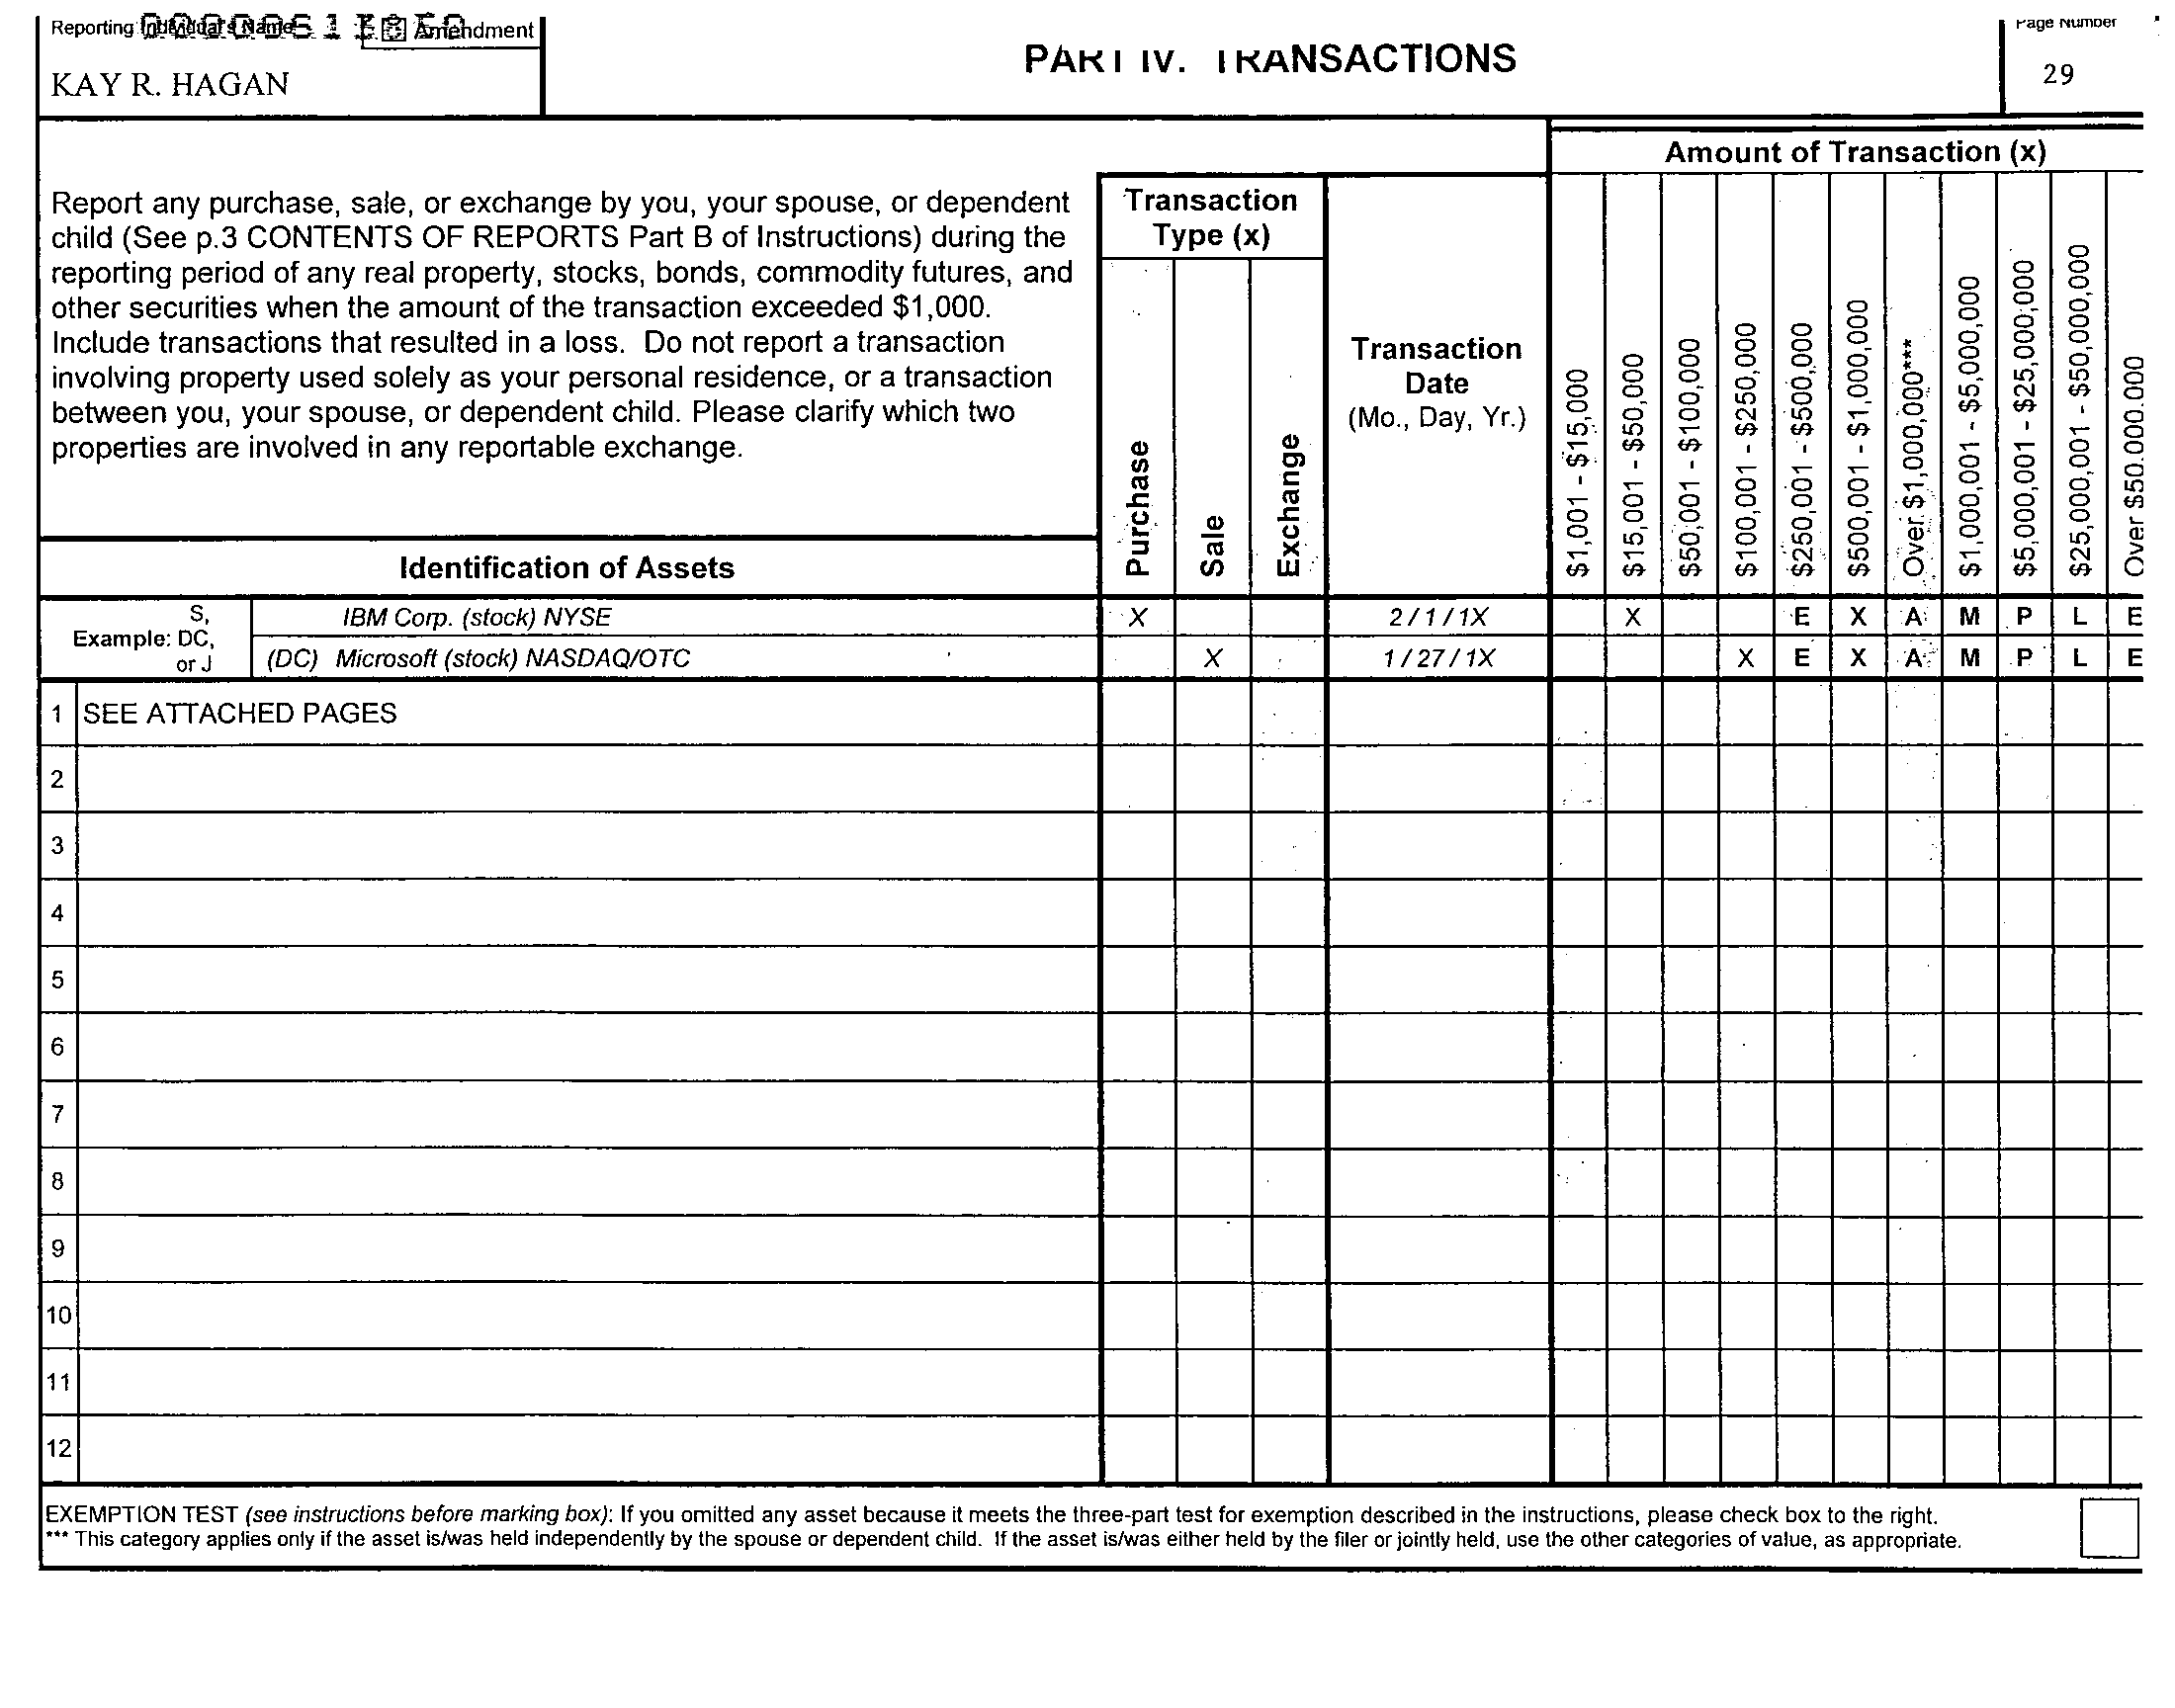 Reporting Individual's Name Amendment
KAY R. HAGAN
PART IV. TRANSACTIONS
Page Number
29
Amount of Transaction (x)
Report any purchase, sale, or exchange by you, your spouse, or dependent
child (See p.3 CONTENTS OF REPORTS Part B of Instructions) during the
reporting period of any real property, stocks, bonds, commodity futures, and
other securities when the amount of the transaction exceeded $1,000.
Include transactions that resulted in a loss. Do not report a transaction
involving property used solely as your personal residence, or a transaction
between you, your spouse, or dependent child. Please clarify which two
properties are involved in any reportable exchange.
Transaction
Type (x)
Transaction
Date
(Mo., Day, Yr.)
Identification of Assets
Purchase
Sale
Exchange
$1,001 - $15,000
$15,001 - $50,000
$50,001 - $100,000
$100,001 - $250,000
$250,001 - $500,000
$500,001 - $1,000,000
Over $1,000,000***
$1,000,001 - $5,000,000
$5,000,001 - $25,000,000
$25,000,001 - $50,000,000
Over $50,000,000
Example: S,
DC,
or J
IBM Corp. (stock) NYSE X 2/1/1X X E X A M P L E
(DC) Microsoft (stock) NASDAQ/OTC X 1/27/1X X E X A M P L E
1 SEE ATTACHED PAGES
2
3
4
5
6
7
8
9
10
11
12
EXEMPTION TEST (see instructions before marking box): If you omitted any asset because it meets the three-part test for exemption described in the instructions, please check box to the right.
*** This category applies only if the asset is/was held independently by the spouse or dependent child. If the asset is/was either held by the filer or jointly held, use the other categories of value, as appropriate.